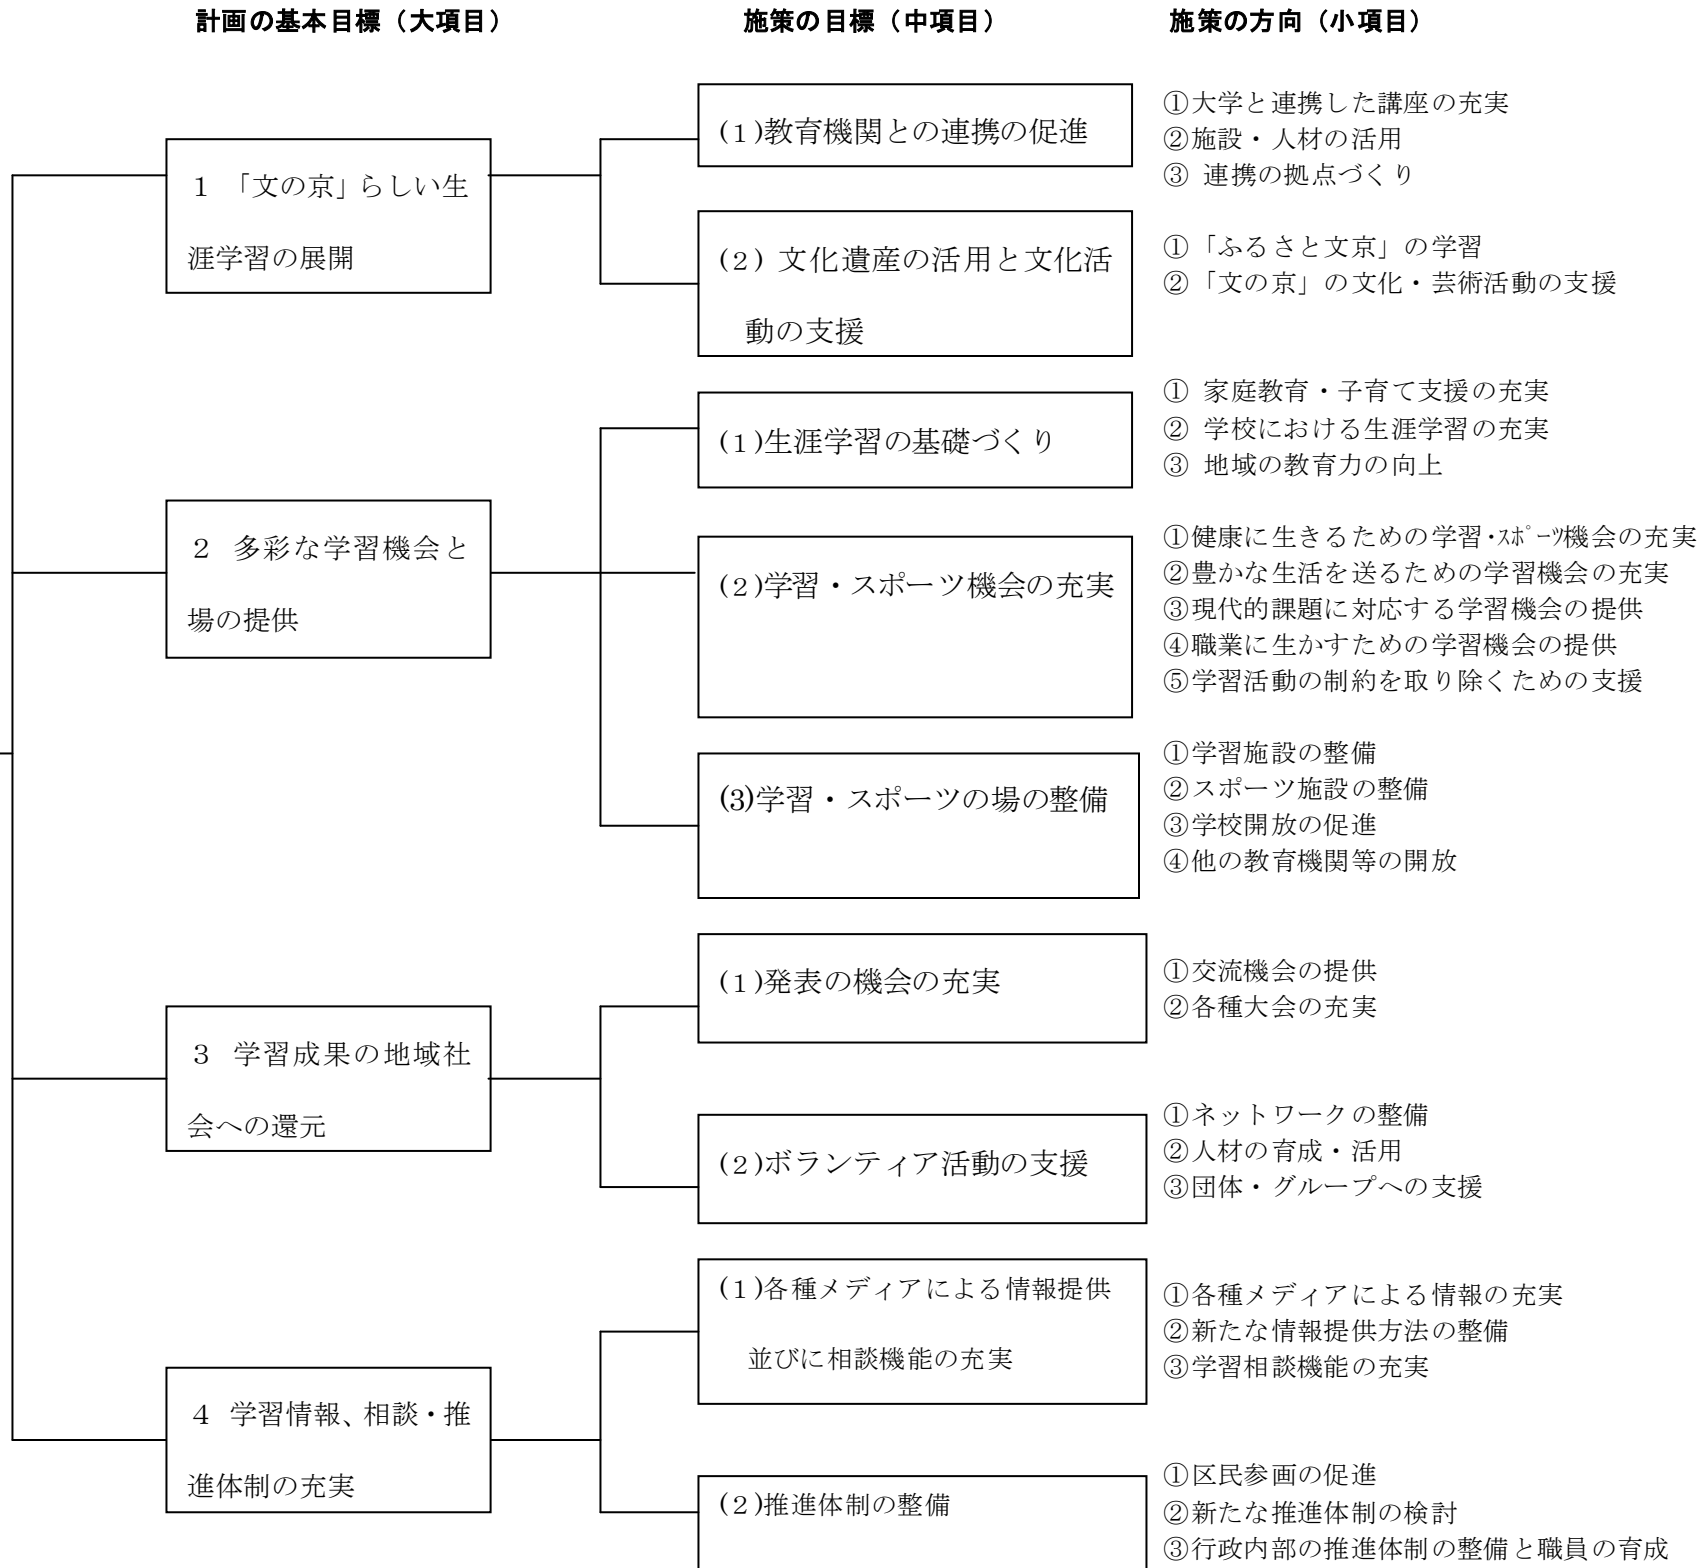 計画の基本目標（大項目）　施策の目標（中項目）　施策の方向（小項目）
1 「文の京」らしい生
涯学習の展開
(1)教育機関との連携の促進
①大学と連携した講座の充実
②施設・人材の活用
③ 連携の拠点づくり
(2) 文化遺産の活用と文化活
動の支援
①「ふるさと文京」の学習
②「文の京」の文化・芸術活動の支援
2 多彩な学習機会と
場の提供
(1)生涯学習の基礎づくり
① 家庭教育・子育て支援の充実
② 学校における生涯学習の充実
③ 地域の教育力の向上
(2)学習・スポーツ機会の充実
①健康に生きるための学習・ｽﾎﾟｰﾂ機会の充実
②豊かな生活を送るための学習機会の充実
③現代的課題に対応する学習機会の提供
④職業に生かすための学習機会の提供
⑤学習活動の制約を取り除くための支援
(3)学習・スポーツの場の整備
①学習施設の整備
②スポーツ施設の整備
③学校開放の促進
④他の教育機関等の開放
3 学習成果の地域社
会への還元
(1)発表の機会の充実
①交流機会の提供
②各種大会の充実
(2)ボランティア活動の支援
①ネットワークの整備
②人材の育成・活用
③団体・グループへの支援
4 学習情報、相談・推
進体制の充実
(1)各種メディアによる情報提供
並びに相談機能の充実
①各種メディアによる情報の充実
②新たな情報提供方法の整備
③学習相談機能の充実
(2)推進体制の整備
①区民参画の促進
②新たな推進体制の検討
③行政内部の推進体制の整備と職員の育成